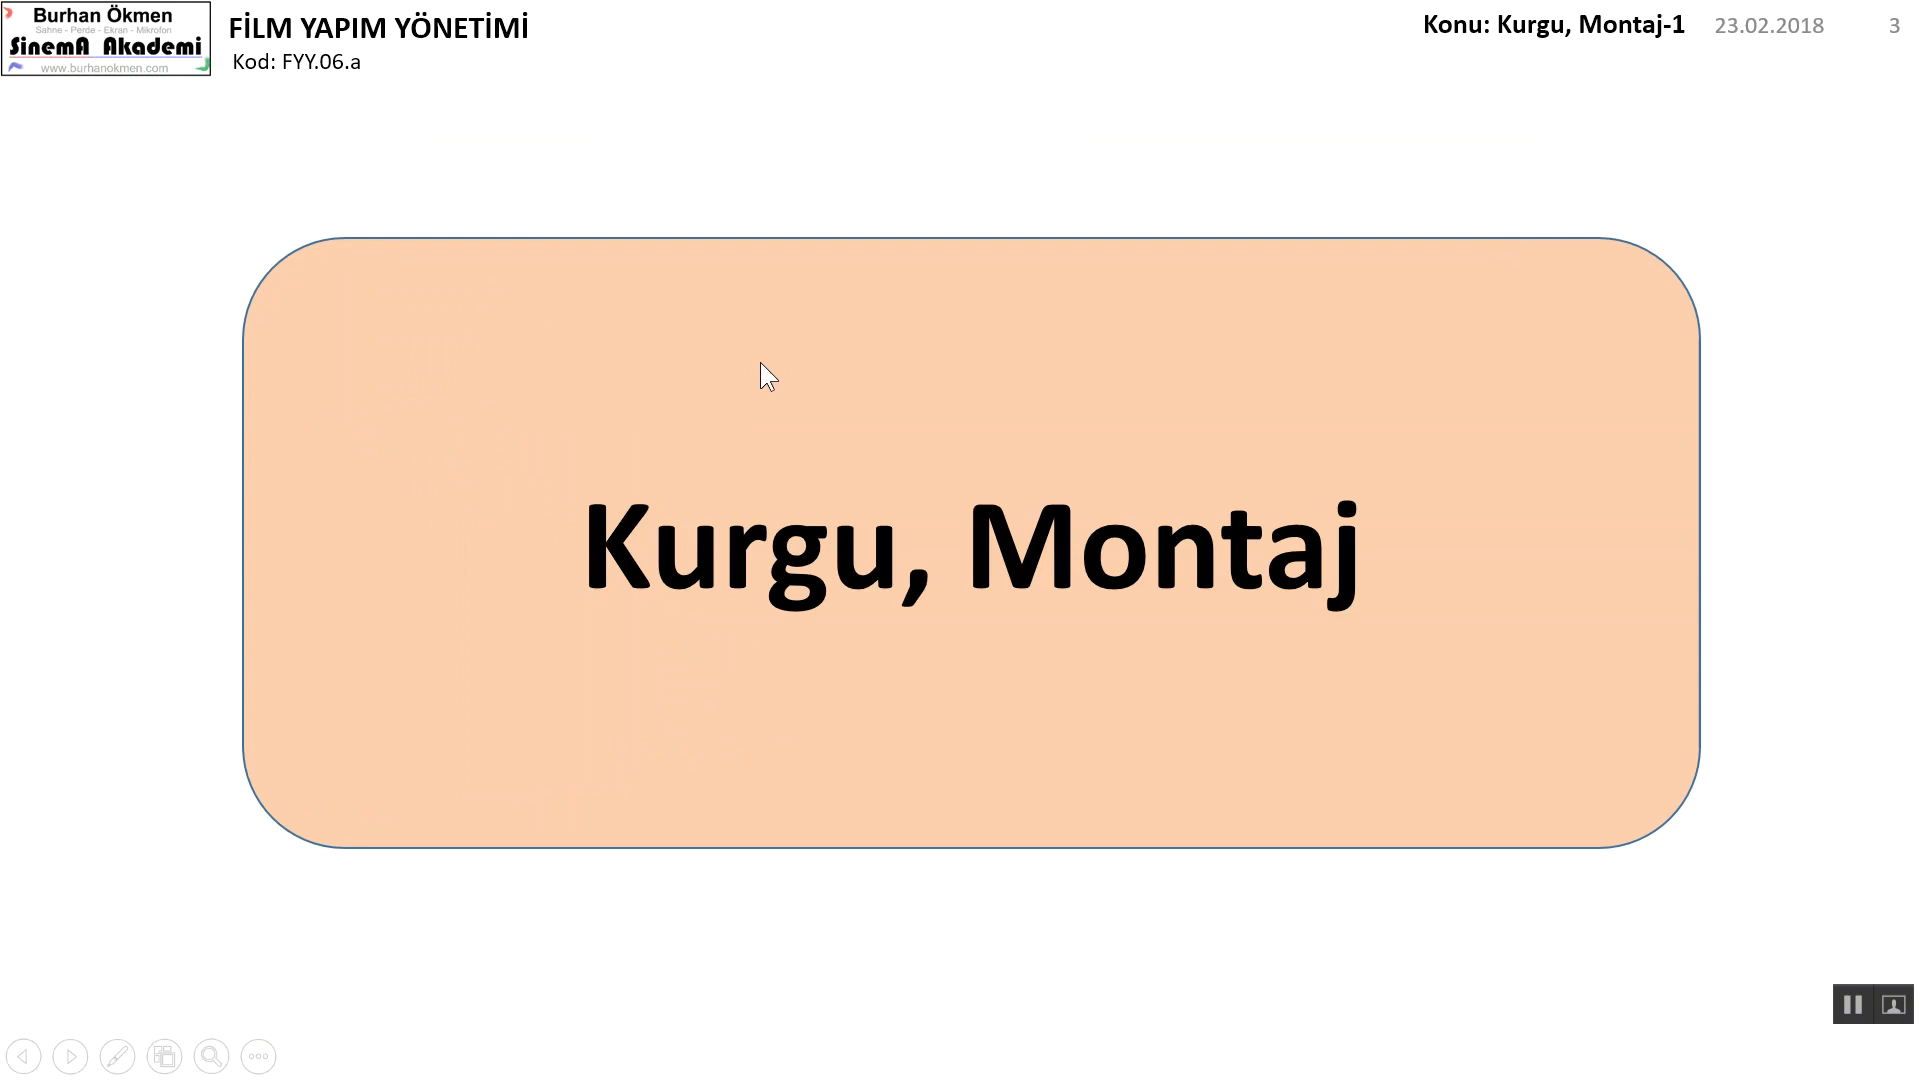 Burhan Ökmen
Sahne - Perde - Ekran - Mikrofon
SinemA Akademi
www.burhanokmen.com
FİLM YAPIM YÖNETİMİ
Kod: FYY.06.a
Konu: Kurgu, Montaj-1
23.02.2018
3
Kurgu, Montaj